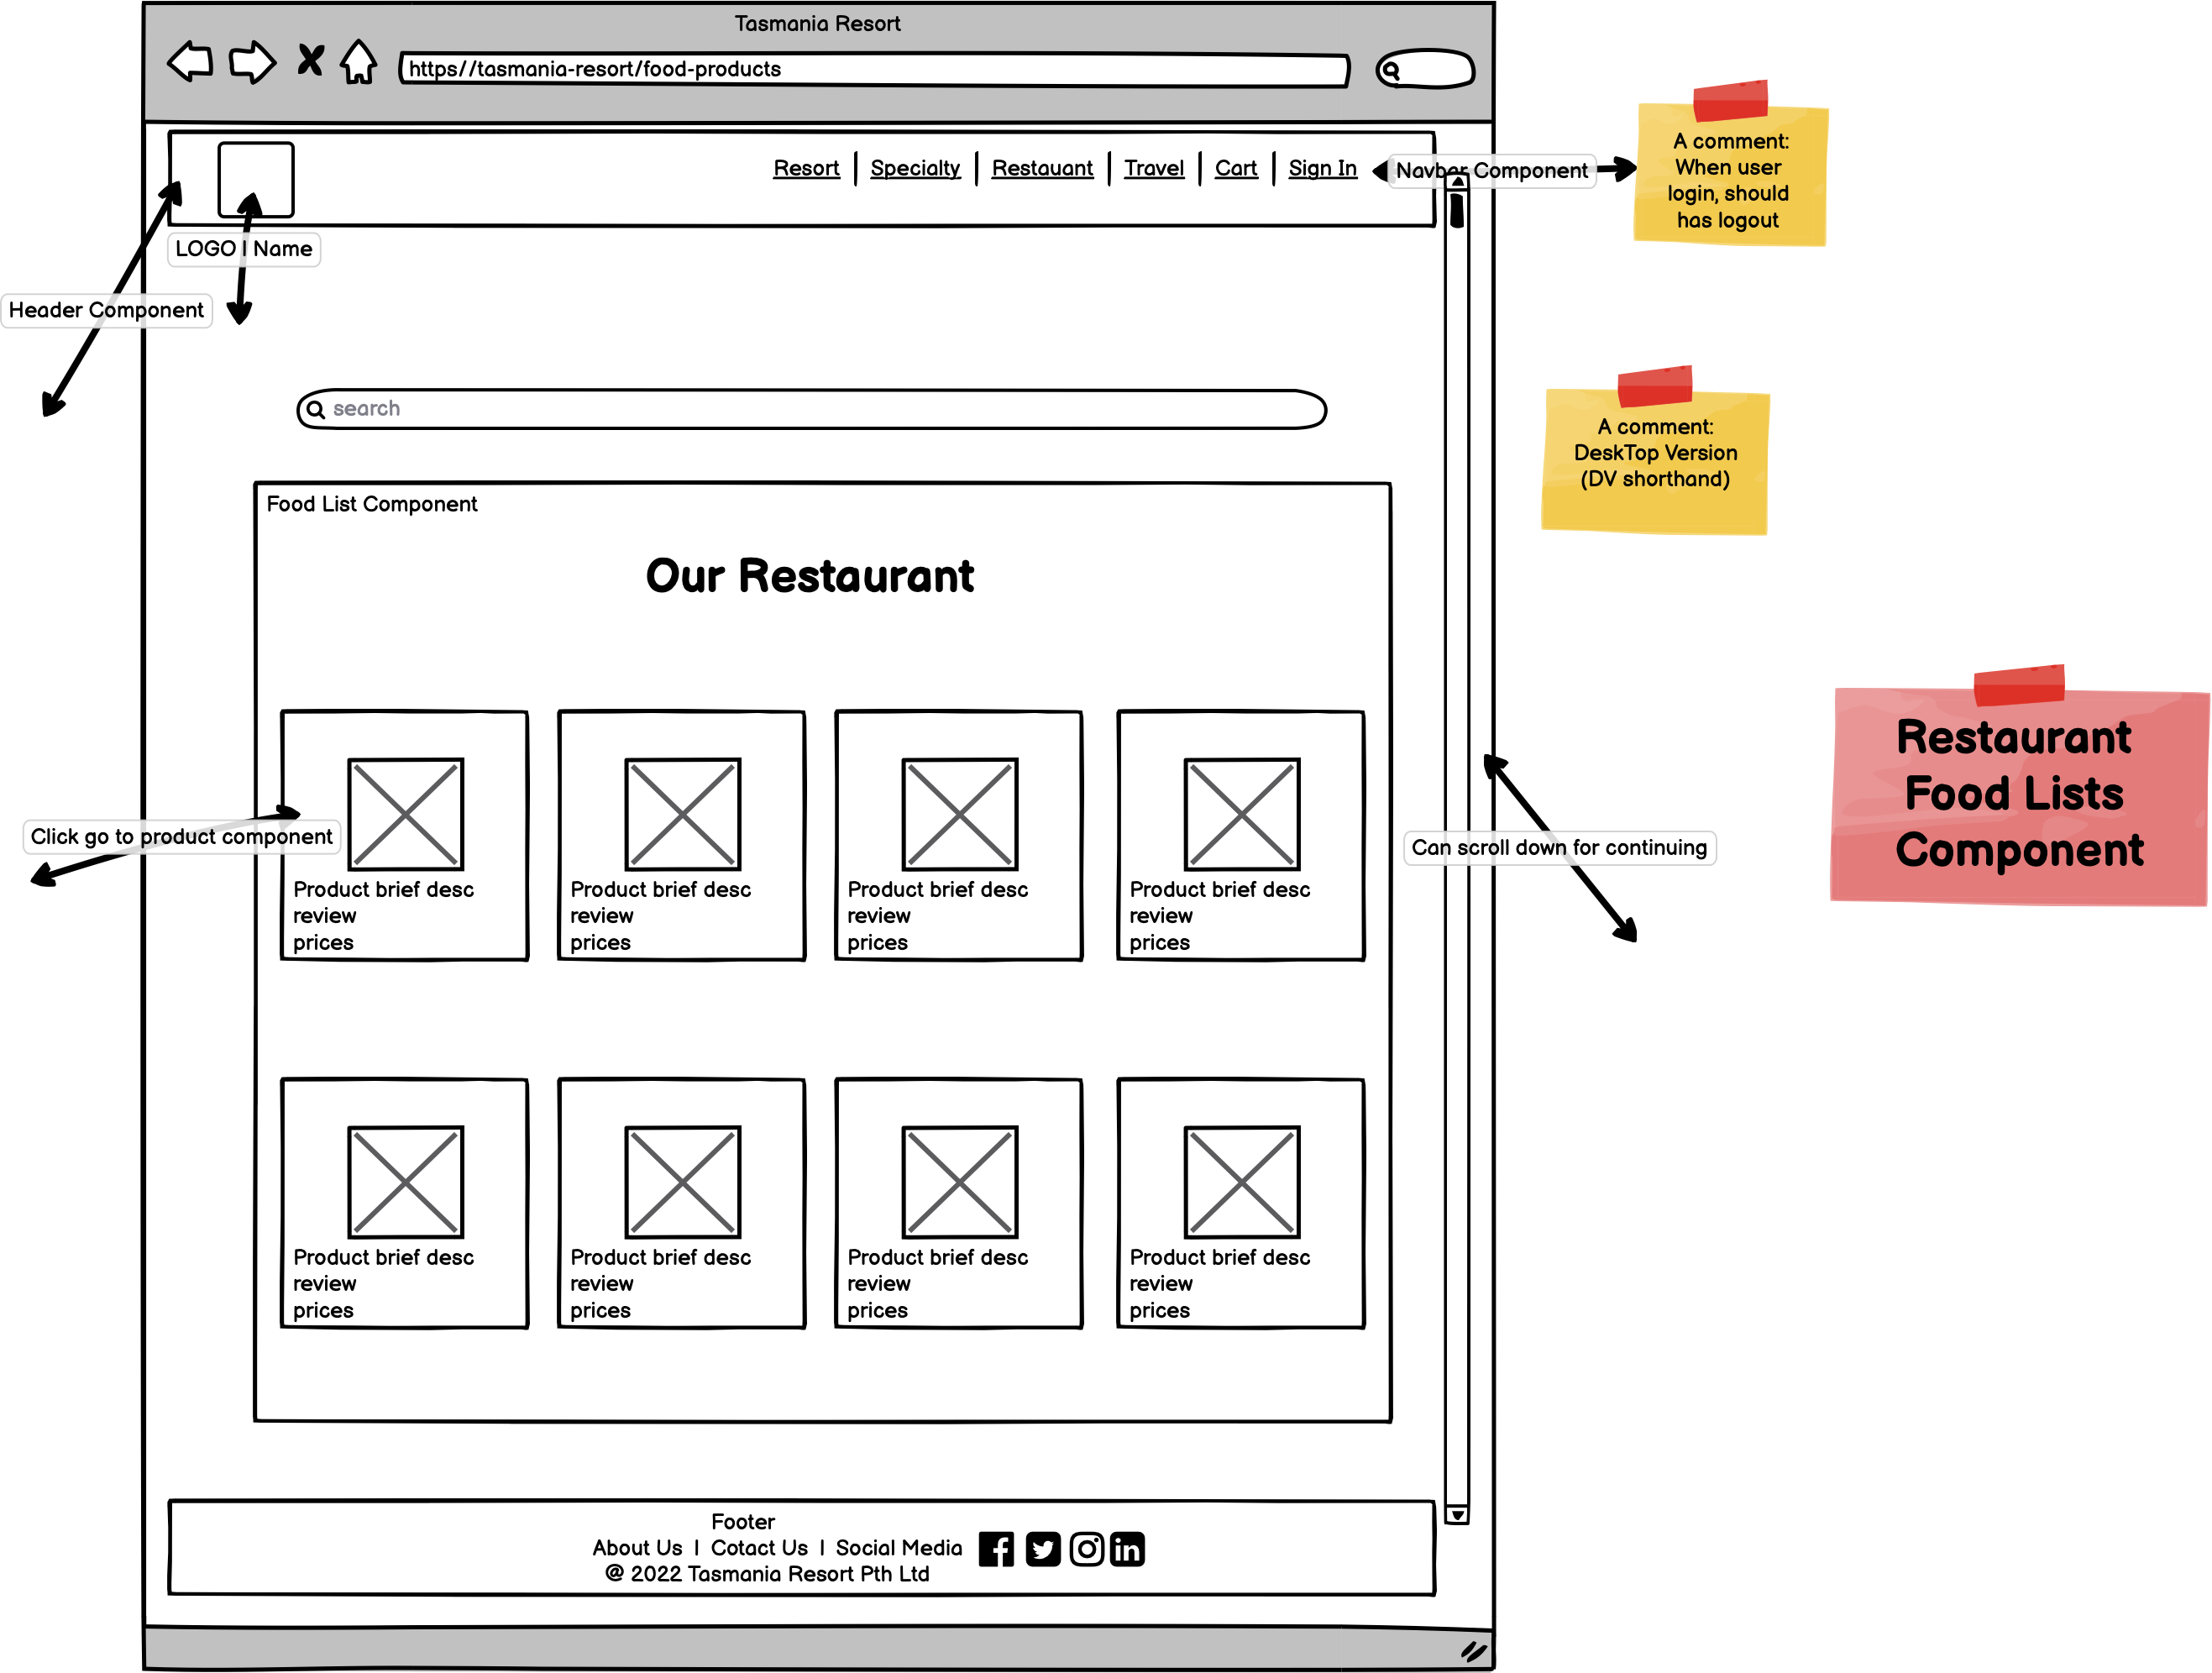 Tasmania Resort
https//tasmania-resort/food-products
Resort | Specialty | Restauant | Travel | Cart | Sign In
Navbar Component
A comment:
When user
login, should
has logout
LOGO | Name
Header Component
search
A comment:
DeskTop Version
(DV shorthand)
Food List Component
Our Restaurant
Restaurant
Food Lists
Component
Click go to product component
Can scroll down for continuing
Product brief desc
review
prices
Product brief desc
review
prices
Product brief desc
review
prices
Product brief desc
review
prices
Product brief desc
review
prices
Product brief desc
review
prices
Product brief desc
review
prices
Product brief desc
review
prices
Footer
About Us | Cotact Us | Social Media
@ 2022 Tasmania Resort Pth Ltd